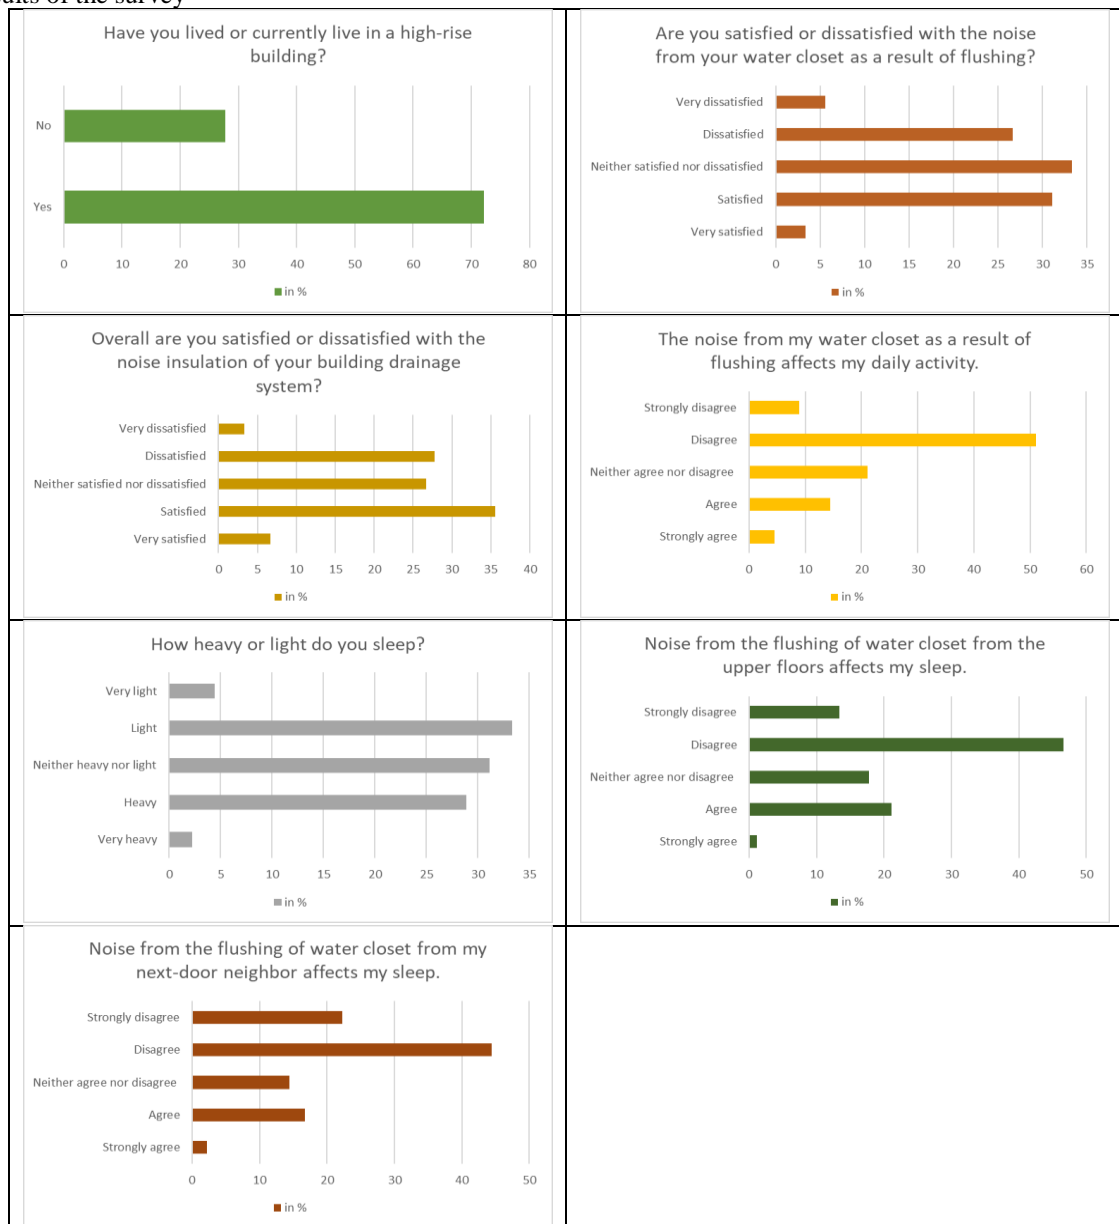 of the survey
Have you lived or currently live in a high-rise
building?
No
Yes
0 10 20 30 40 50 60 70 80
in %
Are you satisfied or dissatisfied with the noise
from your water closet as a result of flushing?
Very dissatisfied
Dissatisfied
Neither satisfied nor dissatisfied
Satisfied
Very satisfied
0 5 10 15 20 25 30 35
in %
Overall are you satisfied or dissatisfied with the
noise insulation of your building drainage
system?
Very dissatisfied
Dissatisfied
Neither satisfied nor dissatisfied
Satisfied
Very satisfied
0 5 10 15 20 25 30 35 40
in %
The noise from my water closet as a result of
flushing affects my daily activity.
Strongly disagree
Disagree
Neither agree nor disagree
Agree
Strongly agree
0 10 20 30 40 50 60
in %
How heavy or light do you sleep?
Very light
Light
Neither heavy nor light
Heavy
Very heavy
0 5 10 15 20 25 30 35
in %
Noise from the flushing of water closet from the
upper floors affects my sleep.
Strongly disagree
Disagree
Neither agree nor disagree
Agree
Strongly agree
0 10 20 30 40 50
in %
Noise from the flushing of water closet from my
next-door neighbor affects my sleep.
Strongly disagree
Disagree
Neither agree nor disagree
Agree
Strongly agree
0 10 20 30 40 50
in %